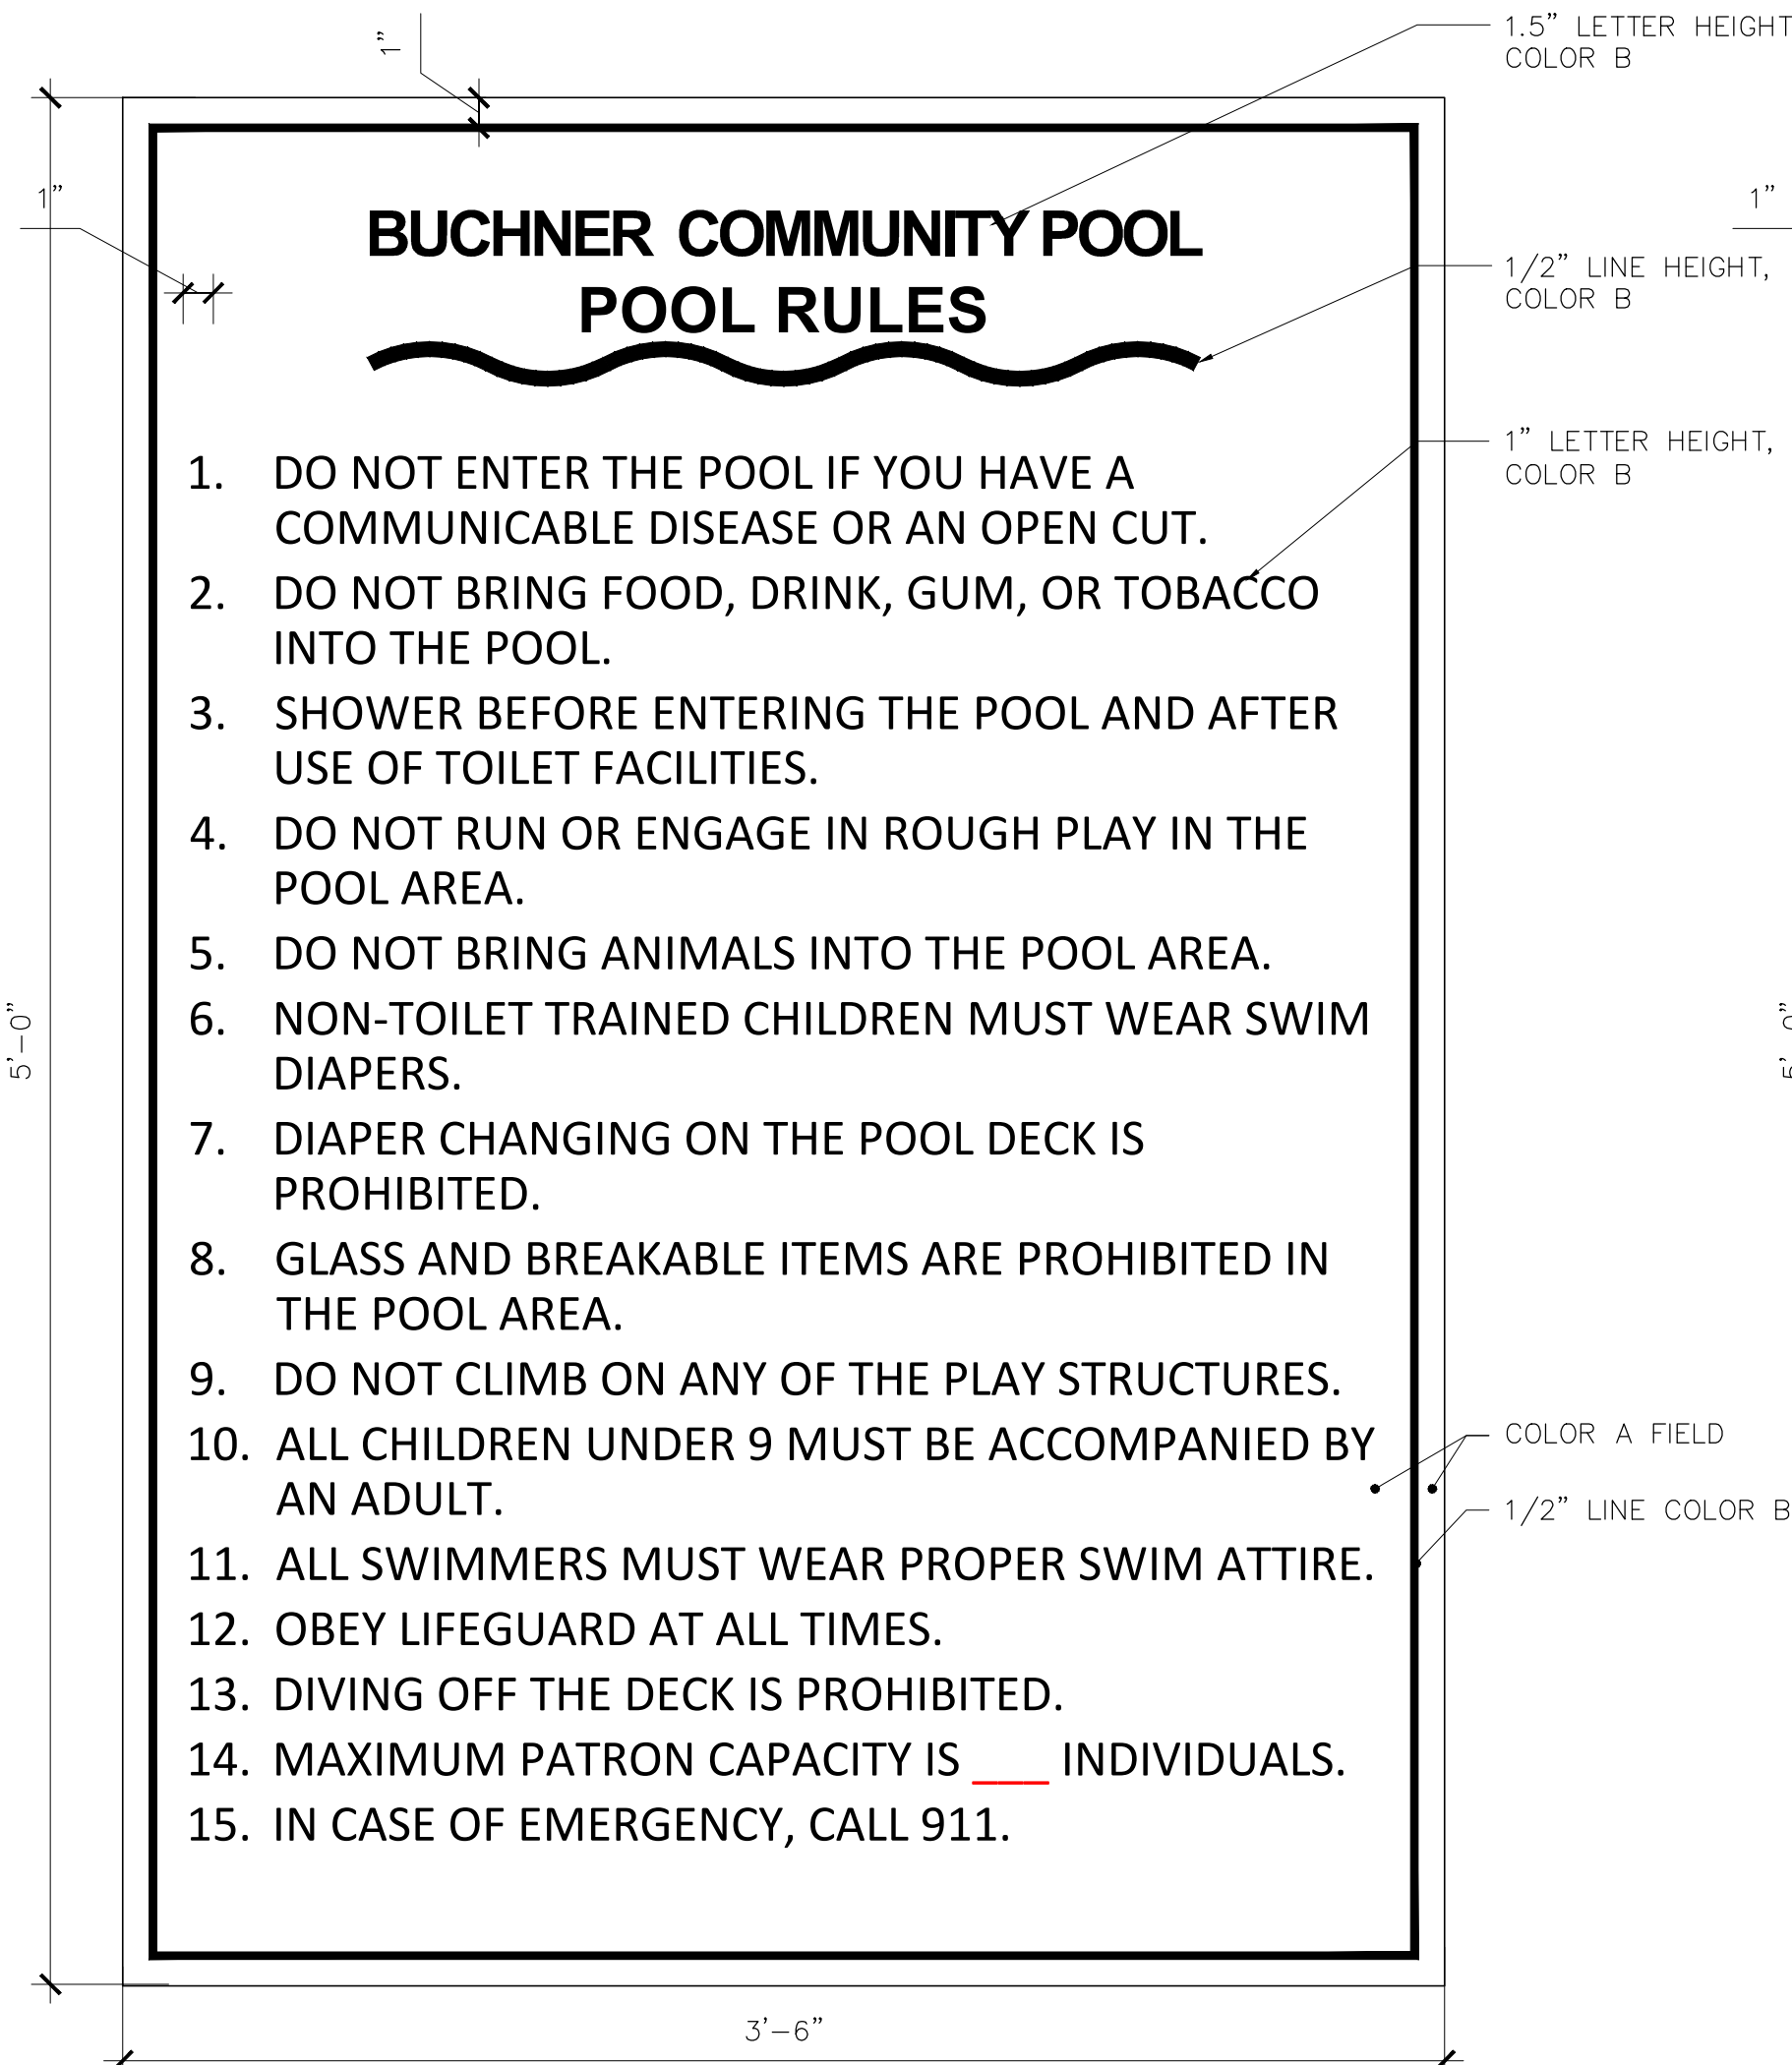 1"
1.5" LETTER HEIGHT
COLOR B
1"
1"
BUCHNER COMMUNITY POOL
POOL RULES
1/2" LINE HEIGHT,
COLOR B
1" LETTER HEIGHT,
COLOR B
1. DO NOT ENTER THE POOL IF YOU HAVE A
COMMUNICABLE DISEASE OR AN OPEN CUT.
2. DO NOT BRING FOOD, DRINK, GUM, OR TOBACCO
INTO THE POOL.
3. SHOWER BEFORE ENTERING THE POOL AND AFTER
USE OF TOILET FACILITIES.
4. DO NOT RUN OR ENGAGE IN ROUGH PLAY IN THE
POOL AREA.
5. DO NOT BRING ANIMALS INTO THE POOL AREA.
6. NON-TOILET TRAINED CHILDREN MUST WEAR SWIM
DIAPERS.
7. DIAPER CHANGING ON THE POOL DECK IS
PROHIBITED.
8. GLASS AND BREAKABLE ITEMS ARE PROHIBITED IN
THE POOL AREA.
9. DO NOT CLIMB ON ANY OF THE PLAY STRUCTURES.
10. ALL CHILDREN UNDER 9 MUST BE ACCOMPANIED BY
AN ADULT.
11. ALL SWIMMERS MUST WEAR PROPER SWIM ATTIRE.
12. OBEY LIFEGUARD AT ALL TIMES.
13. DIVING OFF THE DECK IS PROHIBITED.
14. MAXIMUM PATRON CAPACITY IS ___ INDIVIDUALS.
15. IN CASE OF EMERGENCY, CALL 911.
5'-0"
COLOR A FIELD
1/2" LINE COLOR B
3'-6"